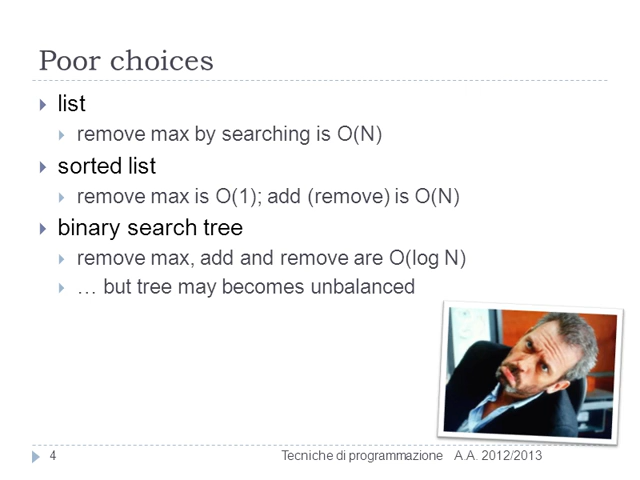 Poor choices
list
remove max by searching is O(N)
sorted list
remove max is O(1); add (remove) is O(N)
binary search tree
remove max, add and remove are O(log N)
… but tree may becomes unbalanced
4 Tecniche di programmazione A.A. 2012/2013